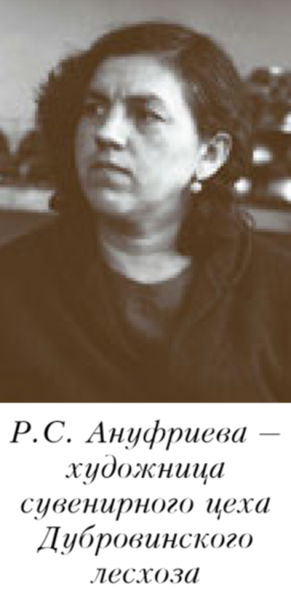 Р.С. Ануфриева —
художница
сувенирного цеха
Дубровинского
лесхоза